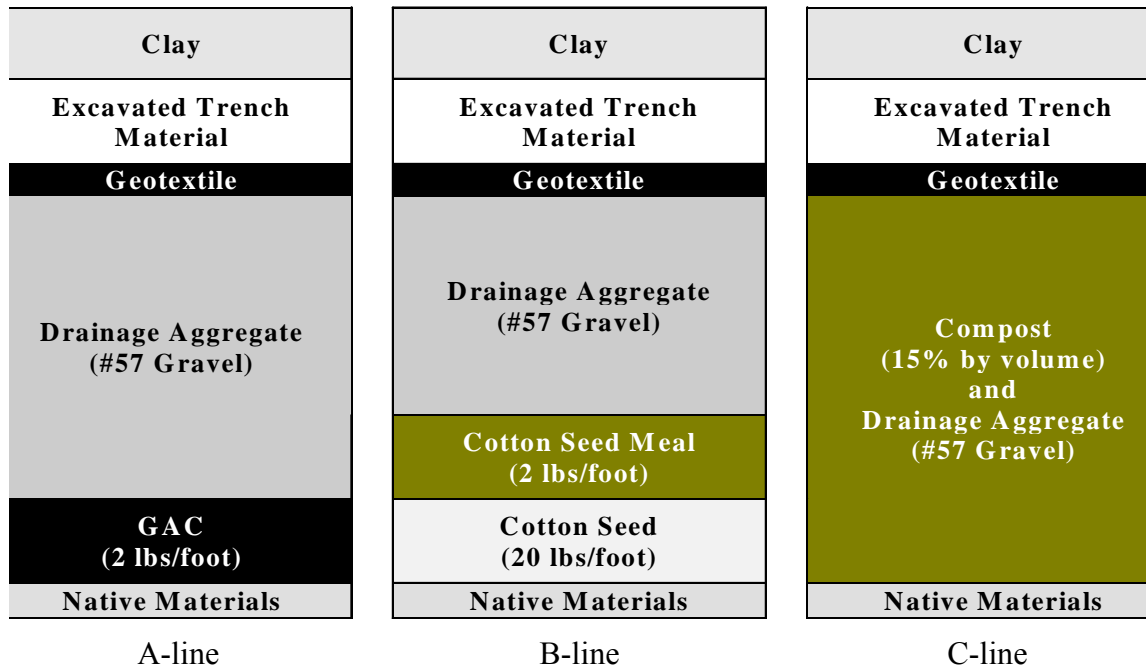 Clay
Excavated Trench
Material
Geotextile
Drainage Aggregate
(#57 Gravel)
GAC
(2 lbs/foot)
Native Materials
A-line
Clay
Excavated Trench
Material
Geotextile
Drainage Aggregate
(#57 Gravel)
Cotton Seed Meal
(2 lbs/foot)
Cotton Seed
(20 lbs/foot)
Native Materials
B-line
Clay
Excavated Trench
Material
Geotextile
Compost
(15% by volume)
and
Drainage Aggregate
(#57 Gravel)
Native Materials
C-line